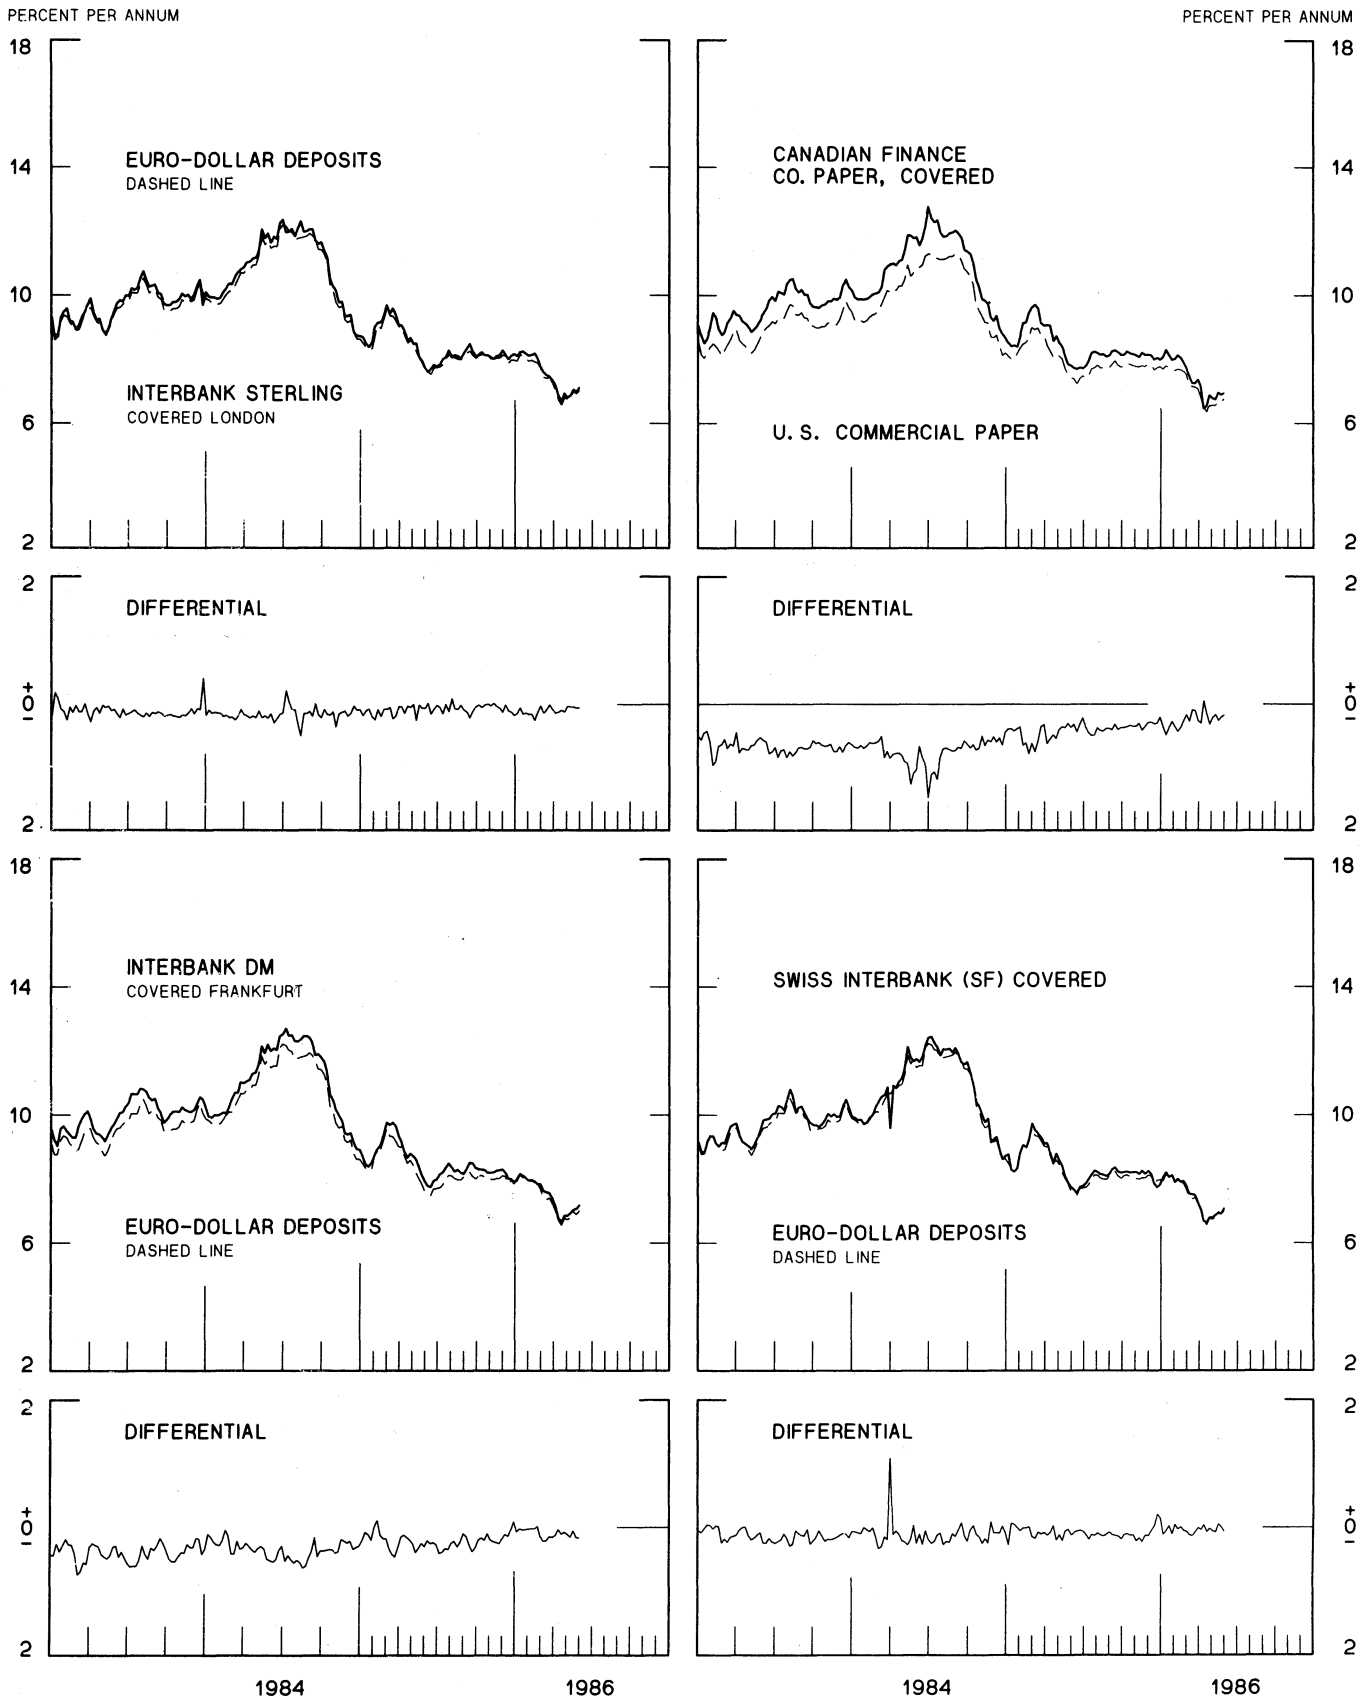 PERCENT PER ANNUM
PERCENT PER ANNUM
18
18
EURO-DOLLAR DEPOSITS
DASHED LINE
CANADIAN FINANCE
CO. PAPER, COVERED
14
14
10
10
INTERBANK STERLING
COVERED LONDON
U.S. COMMERCIAL PAPER
6
6
2
2
2
2
DIFFERENTIAL
DIFFERENTIAL
+
0
−
+
0
−
2
2
18
18
INTERBANK DM
COVERED FRANKFURT
SWISS INTERBANK (SF) COVERED
14
14
10
10
EURO-DOLLAR DEPOSITS
DASHED LINE
EURO-DOLLAR DEPOSITS
DASHED LINE
6
6
2
2
2
2
DIFFERENTIAL
DIFFERENTIAL
+
0
−
+
0
−
2
2
1984
1986
1984
1986